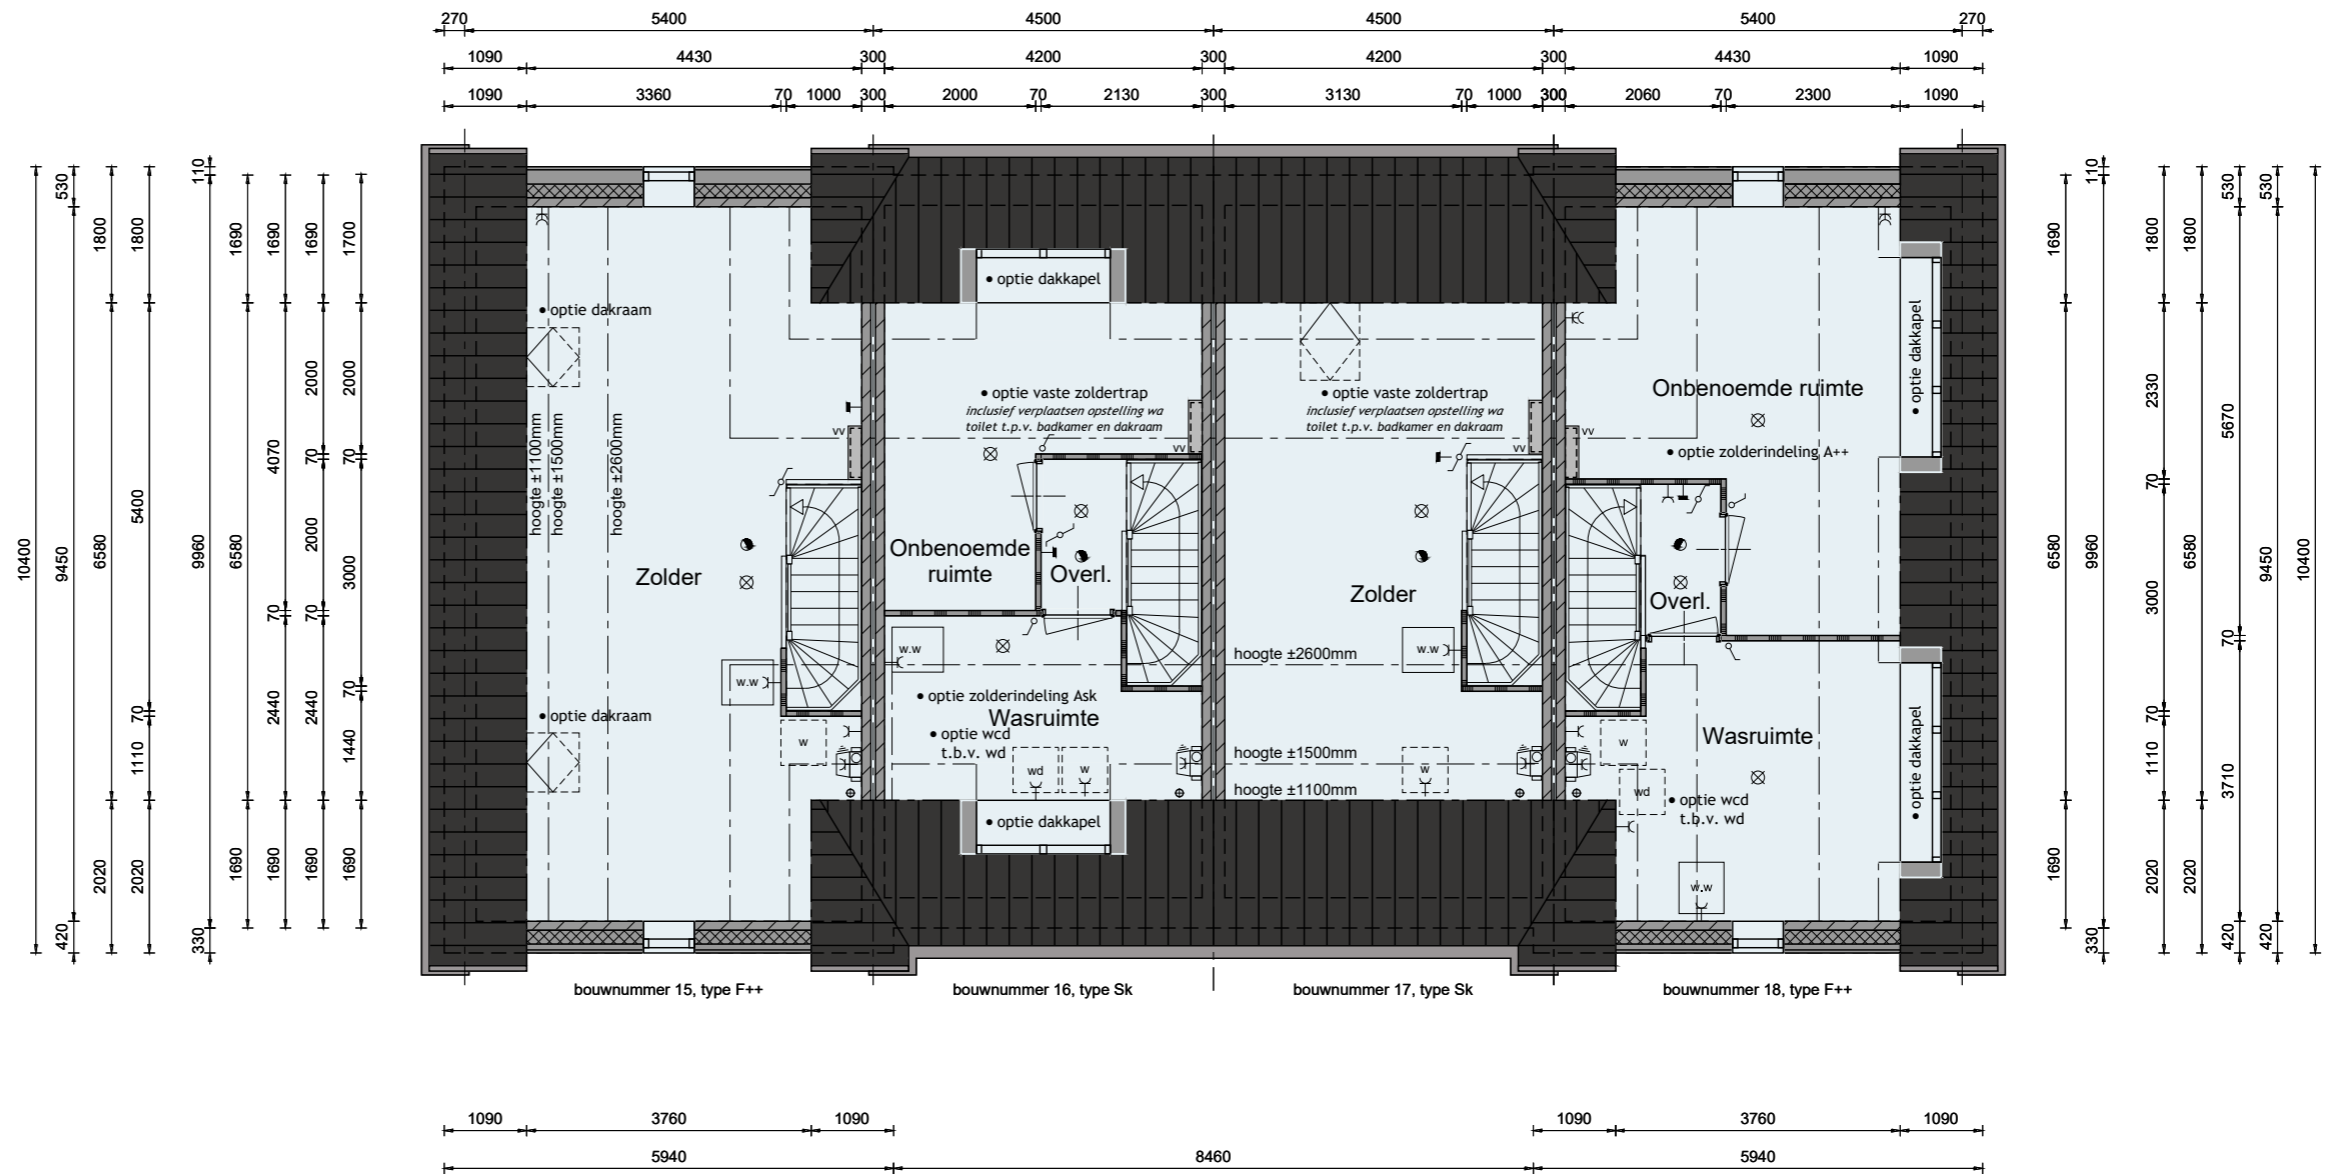 270 5400 4500 4500 5400 270
1090 4430 300 4200 300 4200 300 4430 1090
1090 3360 70 1000 300 2000 70 2130 300 3130 70 1000 300 2060 70 2300 1090
10400
530 9450 420
1800 6580 2020
1800 5400 70 1110 2020
110 9960 330
1690 6580 1690
1690 4070 70 2440 1690
1690 2000 70 2000 70 2440 1690
1700 2000 70 3000 70 1440 1690
• optie dakraam
hoogte ±1100mm
hoogte ±1500mm
hoogte ±2600mm
vv
Zolder
w.w
• optie dakraam
w
bouwnummer 15, type F++
• optie dakkapel
• optie vaste zoldertrap
inclusief verplaatsen opstelling wa
toilet t.p.v. badkamer en dakraam
vv
Onbenoemde
ruimte
Overl.
w.w
• optie zolderindeling Ask
Wasruimte
• optie wcd
t.b.v. wd
wd
w
• optie dakkapel
bouwnummer 16, type Sk
• optie vaste zoldertrap
inclusief verplaatsen opstelling wa
toilet t.p.v. badkamer en dakraam
vv
Zolder
w.w
hoogte ±2600mm
hoogte ±1500mm
w
hoogte ±1100mm
bouwnummer 17, type Sk
• optie dakkapel
Onbenoemde ruimte
vv
• optie zolderindeling A++
Overl.
Wasruimte
w
wd
• optie wcd
t.b.v. wd
• optie dakkapel
w.w
bouwnummer 18, type F++
1690 6580 1690
110 9960 330
1800 2330 70 3000 70 1110 2020
1800 6580 2020
530 5670 70 3710 420
530 9450 420
10400
1090 3760 1090 1090 3760 1090
5940 8460 5940